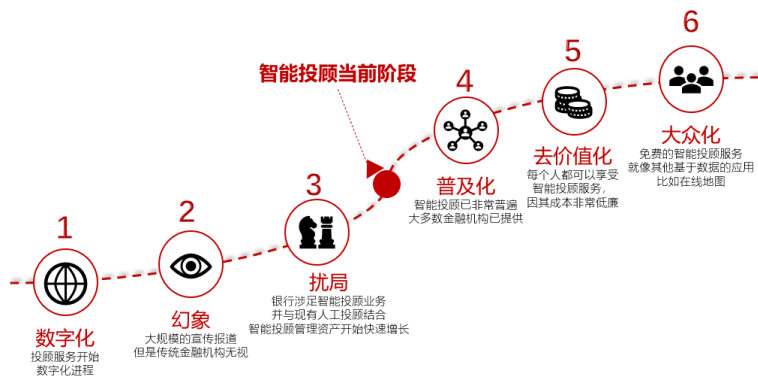 智能投顾当前阶段
1
数字化
投顾服务开始
数字化进程
2
幻象
大规模的宣传报道
但是传统金融机构无视
3
扰局
银行涉足智能投顾业务
并与现有人工投顾结合
智能投顾管理资产开始快速增长
4
普及化
智能投顾已非常普遍
大多数金融机构已提供
5
去价值化
每个人都可以享受
智能投顾服务，
因其成本非常低廉
6
大众化
免费的智能投顾服务
就像其他基于数据的应用
比如在线地图